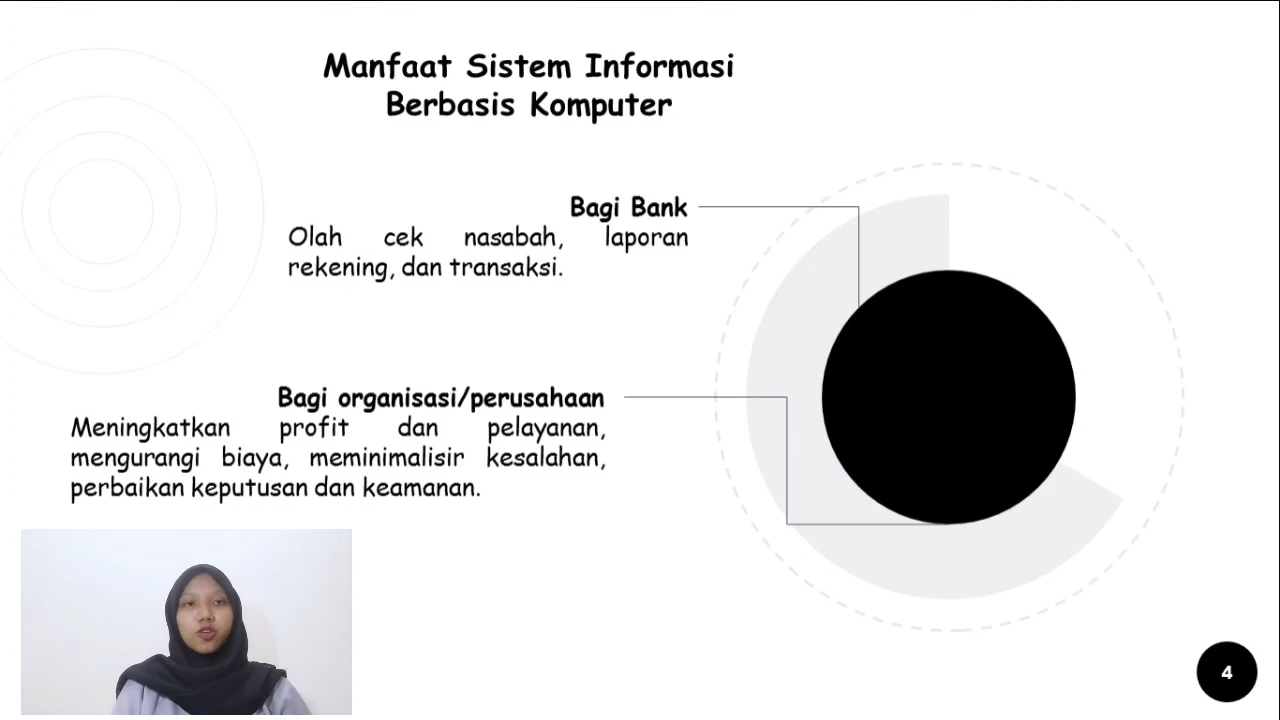 Manfaat Sistem Informasi
Berbasis Komputer
Bagi Bank
Olah cek nasabah, laporan
rekening, dan transaksi.
Bagi organisasi/perusahaan
Meningkatkan profit dan pelayanan,
mengurangi biaya, meminimalisir kesalahan,
perbaikan keputusan dan keamanan.
4